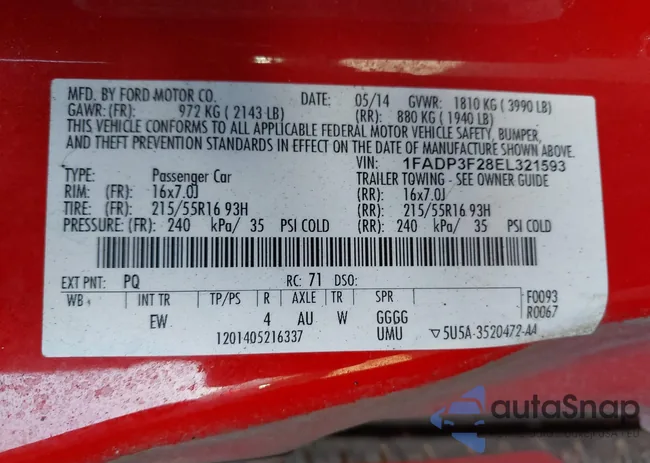 MFD. BY FORD MOTOR CO. DATE: 05/14 GVWR: 1810 KG ( 3990 LB)
GAWR: (FR): 972 KG ( 2143 LB) (RR): 880 KG ( 1940 LB)
THIS VEHICLE CONFORMS TO ALL APPLICABLE FEDERAL MOTOR VEHICLE SAFETY, BUMPER,
AND THEFT PREVENTION STANDARDS IN EFFECT ON THE DATE OF MANUFACTURE SHOWN ABOVE.
VIN: 1FADP3F28EL321593
TYPE: Passenger Car TRAILER TOWING - SEE OWNER GUIDE
RIM: (FR): 16x7.0J (RR): 16x7.0J
TIRE: (FR): 215/55R16 93H (RR): 215/55R16 93H
PRESSURE: (FR): 240 kPa/ 35 PSI COLD (RR): 240 kPa/ 35 PSI COLD
EXT PNT: PQ RC: 71 DSO:
WB INT TR TP/PS R AXLE TR SPR F0093
EW 4 AU W GGGG R0067
1201405216337 UMU ▽5U5A-3520472-AA
autoSnap